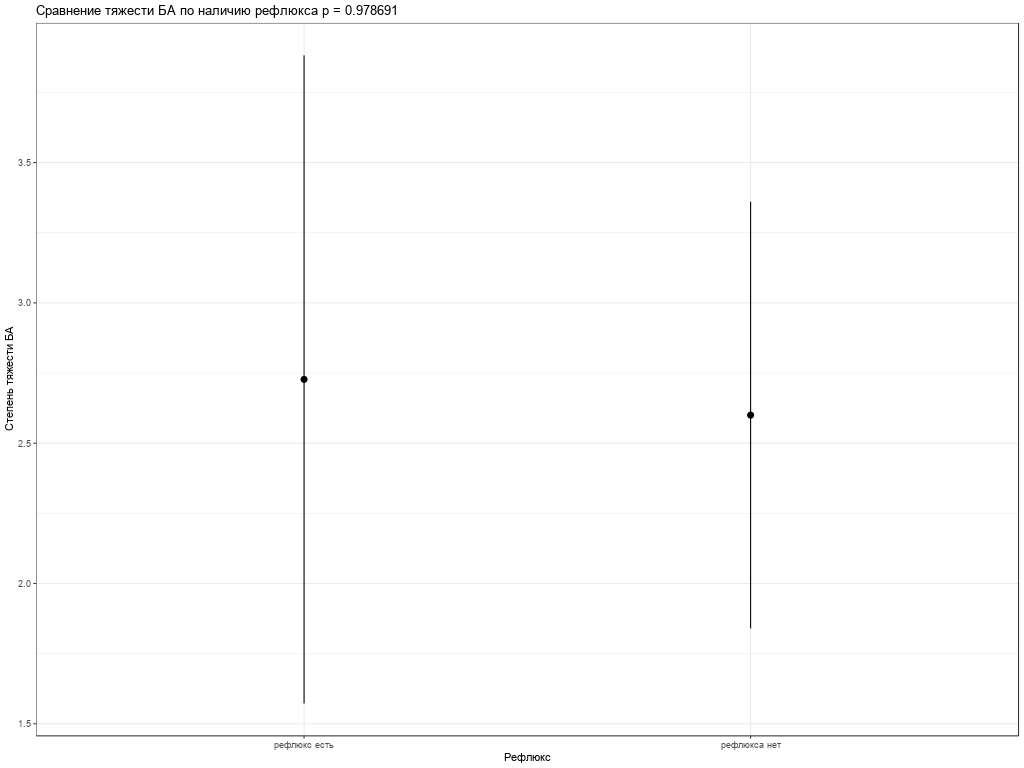 Сравнение тяжести БА по наличию рефлюкса p = 0.978691
Степень тяжести БА
3.5
3.0
2.5
2.0
1.5
рефлюкс есть
рефлюкса нет
Рефлюкс